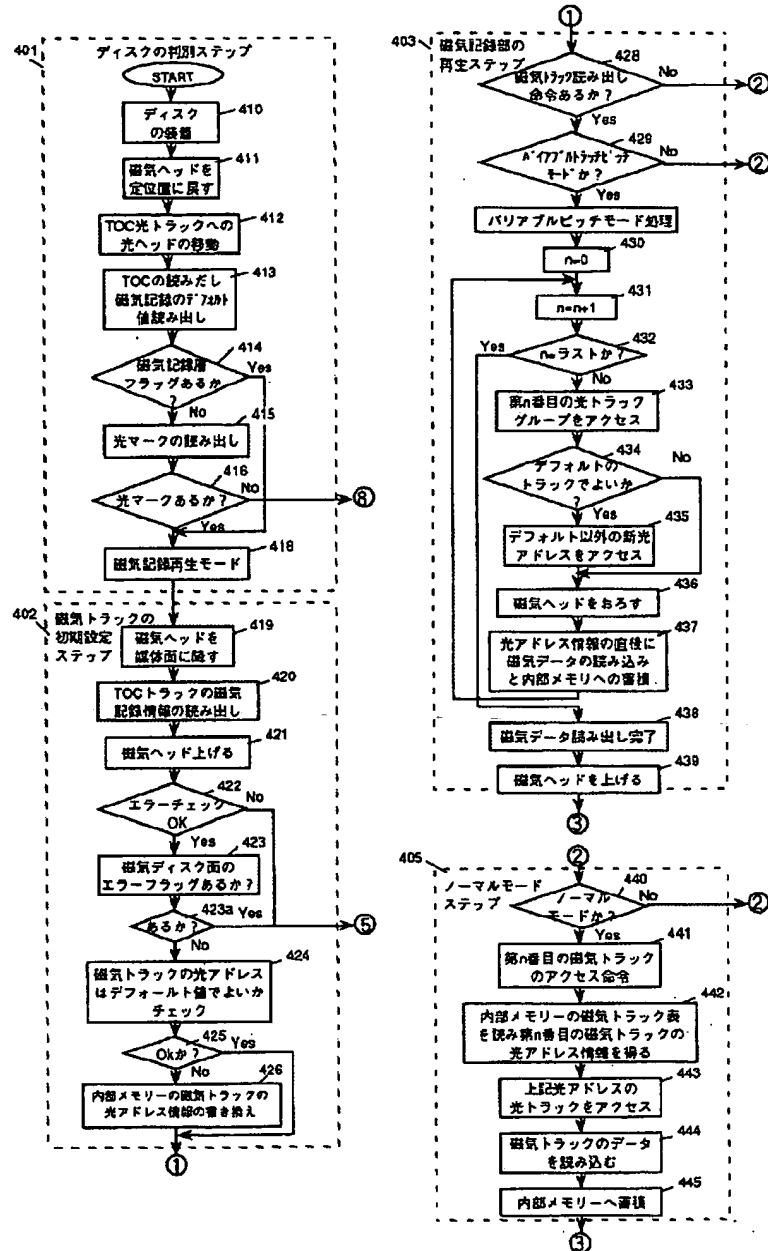 401
ディスクの判別ステップ
START
410
ディスク
の装着
411
磁気ヘッドを
定位置に戻す
412
TOC光トラックへの
光ヘッドの移動
413
TOCの読みだし
磁気記録のデフォルト
値読み出し
414
磁気記録層
フラッグあるか
?
Yes
No
415
光マークの読み出し
416
光マークあるか?
No
⑧
Yes
418
磁気記録再生モード
402
磁気トラックの
初期設定
ステップ
419
磁気ヘッドを
媒体面に降す
420
TOCトラックの磁気
記録情報の読み出し
421
磁気ヘッド上げる
422
エラーチェック
OK
No
Yes
423
磁気ディスク面の
エラーフラッグあるか?
423a
あるか?
Yes
⑤
No
424
磁気トラックの光アドレス
はデフォールト値でよいか
チェック
425
Okか?
Yes
No
426
内部メモリーの磁気トラックの
光アドレス情報の書き換え
①
①
403
磁気記録部の
再生ステップ
428
磁気トラック読み出し
命令あるか?
No
②
Yes
429
モードか?
No
②
Yes
バリアブルピッチモード処理
430
n=0
431
n=n+1
432
n=ラストか?
Yes
No
433
第n番目の光トラック
グループをアクセス
434
デフォルトの
トラックでよいか
?
No
Yes
435
デフォルト以外の新光
アドレスをアクセス
436
磁気ヘッドをおろす
437
光アドレス情報の直後に
磁気データの読み込み
と内部メモリへの蓄積
438
磁気データ読み出し完了
439
磁気ヘッドを上げる
③
②
405
ノーマルモード
ステップ
440
ノーマル
モードか?
No
②
Yes
441
第n番目の磁気トラック
のアクセス命令
442
内部メモリーの磁気トラック表
を読み第n番目の磁気トラックの
光アドレス情報を得る
443
上記光アドレスの
光トラックをアクセス
444
磁気トラックのデータ
を読み込む
445
内部メモリーへ蓄積
③